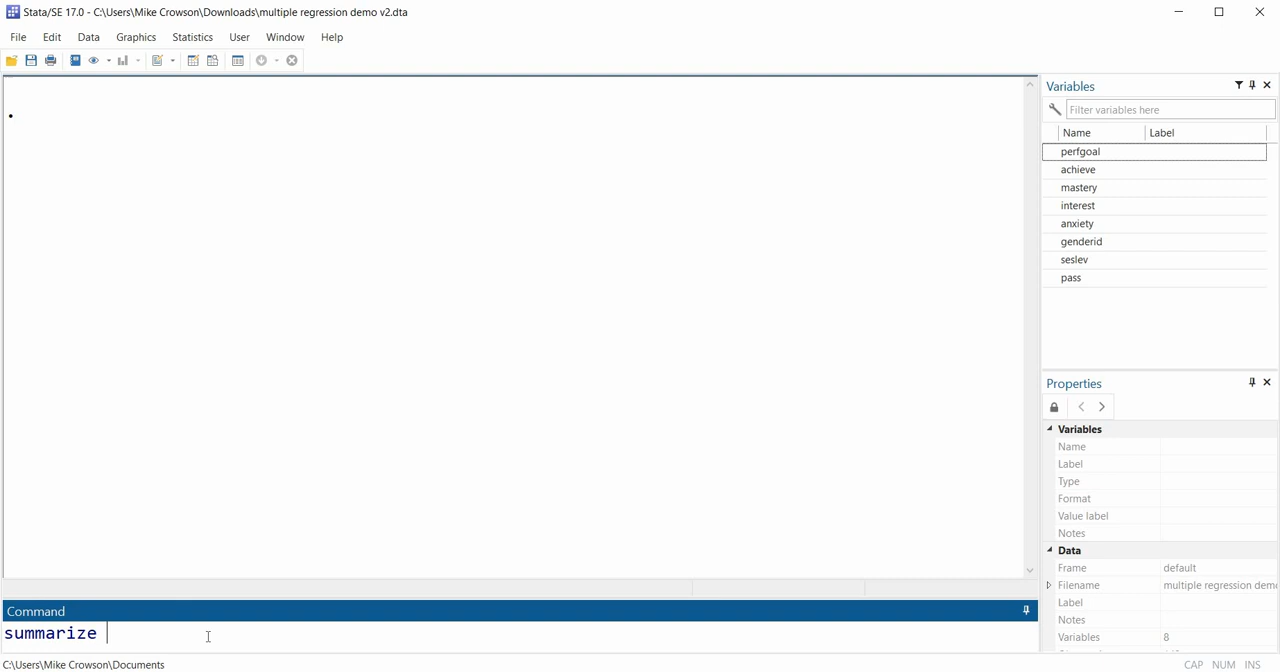 Stata/SE 17.0 - C:\Users\Mike Crowson\Downloads\multiple regression demo v2.dta
File Edit Data Graphics Statistics User Window Help
Variables
Filter variables here
Name Label
perfgoal
achieve
mastery
interest
anxiety
genderid
seslev
pass
Properties
Variables
Name
Label
Type
Format
Value label
Notes
Data
Frame default
Filename multiple regression demo
Label
Notes
Variables 8
Command
summarize
C:\Users\Mike Crowson\Documents
CAP NUM INS